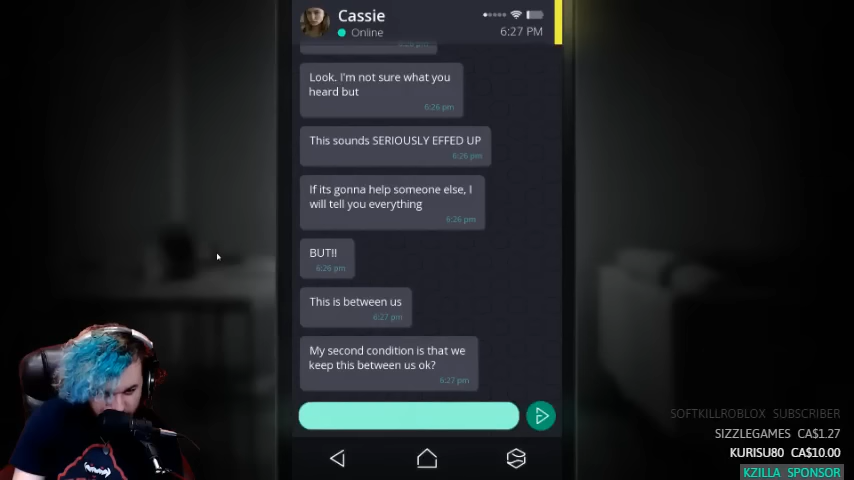 Cassie
Online
6:27 PM
Look. I'm not sure what you
heard but
6:26 pm
This sounds SERIOUSLY EFFED UP
6:26 pm
If its gonna help someone else, I
will tell you everything
6:26 pm
BUT!!
6:26 pm
This is between us
6:27 pm
My second condition is that we
keep this between us ok?
6:27 pm
SOFTKILLROBLOX SUBSCRIBER
SIZZLEGAMES CA$1.27
KURISU80 CA$10.00
KZILLA SPONSOR